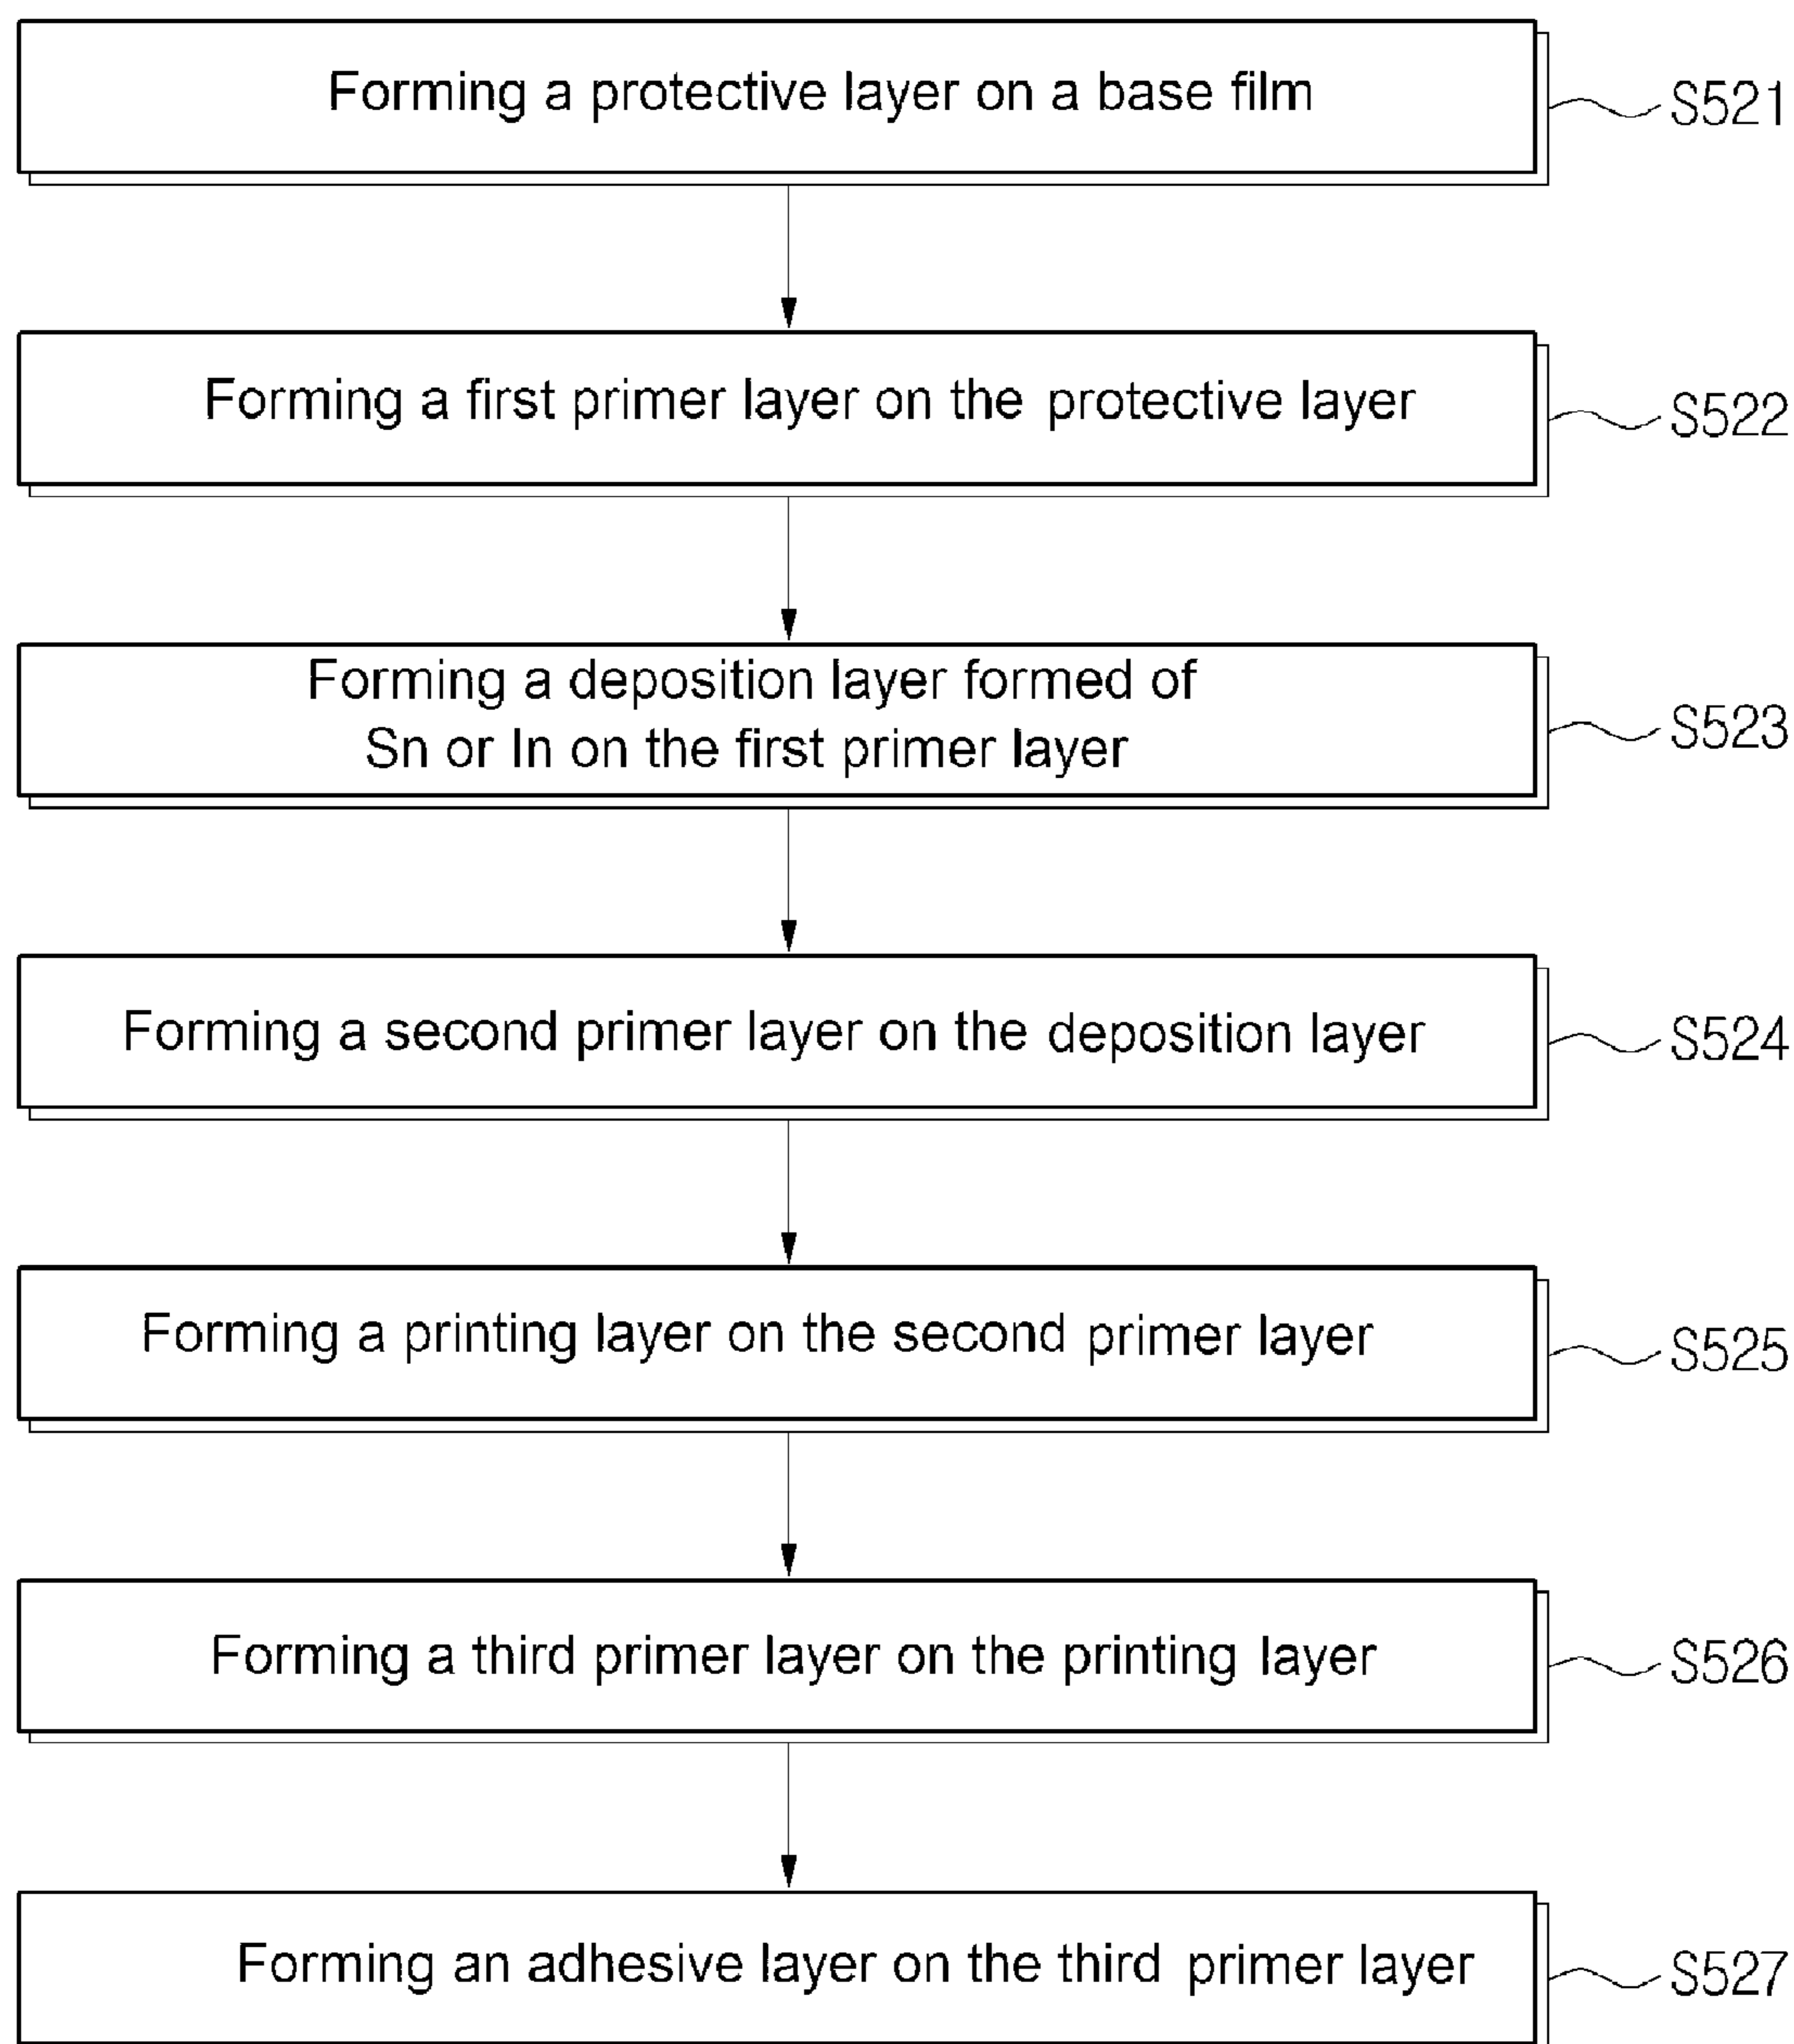 Forming a protective layer on a base film
S521
Forming a first primer layer on the protective layer
S522
Forming a deposition layer formed of
Sn or In on the first primer layer
S523
Forming a second primer layer on the deposition layer
S524
Forming a printing layer on the second primer layer
S525
Forming a third primer layer on the printing layer
S526
Forming an adhesive layer on the third primer layer
S527